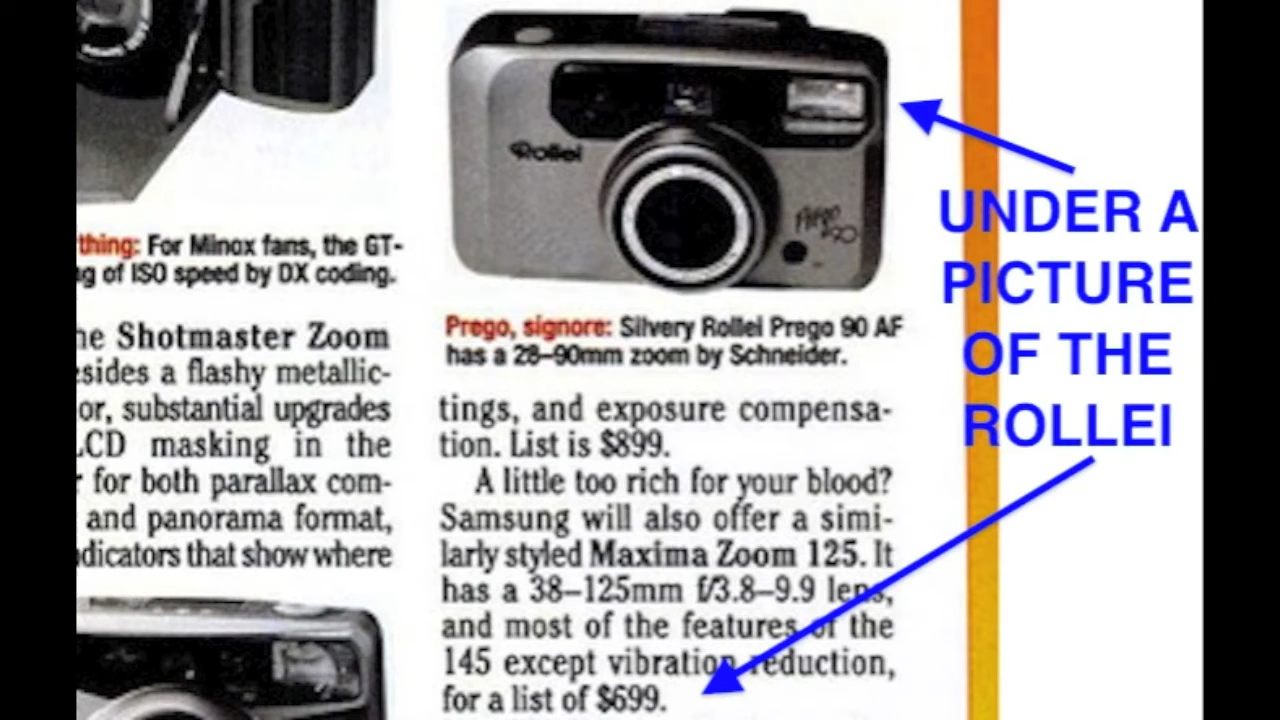 Rollei
Prego
90
thing: For Minox fans, the GT-
ng of ISO speed by DX coding.
he Shotmaster Zoom
esides a flashy metallic-
or, substantial upgrades
LCD masking in the
r for both parallax com-
and panorama format,
ndicators that show where
Prego, signore: Silvery Rollei Prego 90 AF
has a 28–90mm zoom by Schneider.
tings, and exposure compensa-
tion. List is $899.
A little too rich for your blood?
Samsung will also offer a simi-
larly styled Maxima Zoom 125. It
has a 38–125mm f/3.8–9.9 lens,
and most of the features of the
145 except vibration reduction,
for a list of $699.
UNDER A
PICTURE
OF THE
ROLLEI